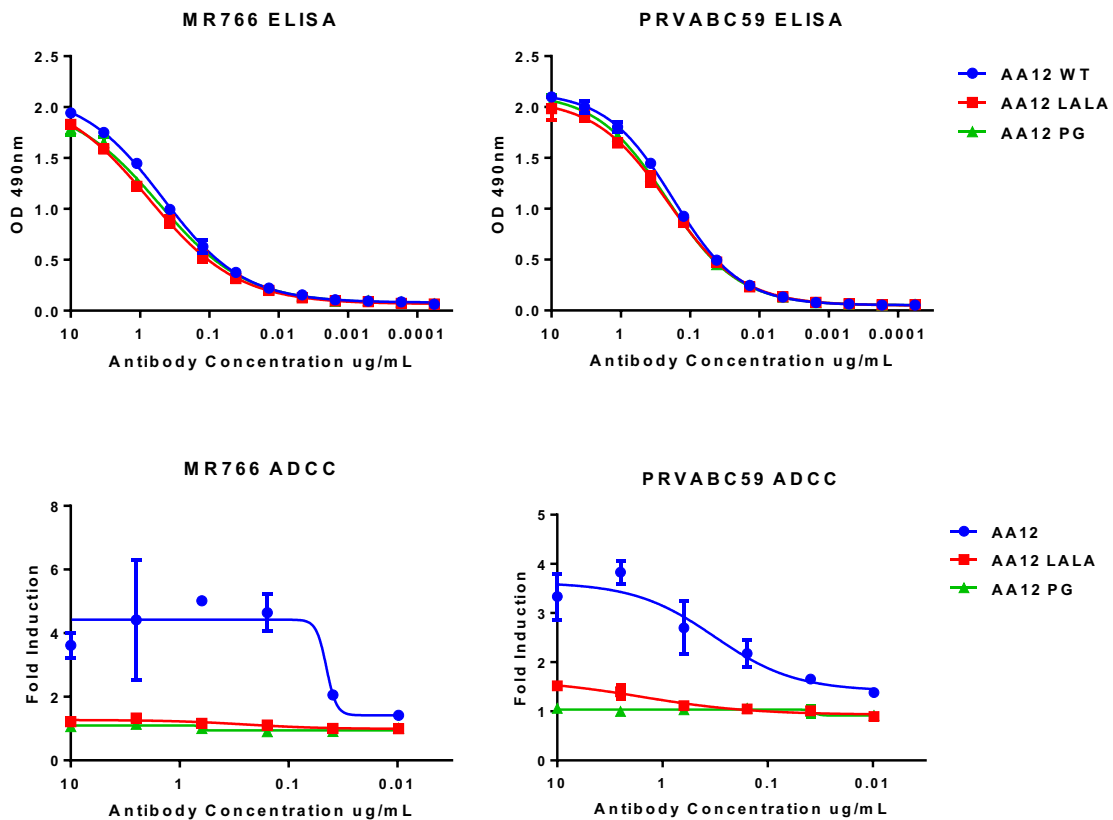 MR766 ELISA
PRVABC59 ELISA
2.5
2.0
1.5
1.0
0.5
0.0
OD 490nm
10 1 0.1 0.01 0.001 0.0001
Antibody Concentration ug/mL
2.5
2.0
1.5
1.0
0.5
0.0
OD 490nm
10 1 0.1 0.01 0.001 0.0001
Antibody Concentration ug/mL
AA12 WT
AA12 LALA
AA12 PG
MR766 ADCC
PRVABC59 ADCC
8
6
4
2
0
Fold Induction
10 1 0.1 0.01
Antibody Concentration ug/mL
5
4
3
2
1
0
Fold Induction
10 1 0.1 0.01
Antibody Concentration ug/mL
AA12
AA12 LALA
AA12 PG